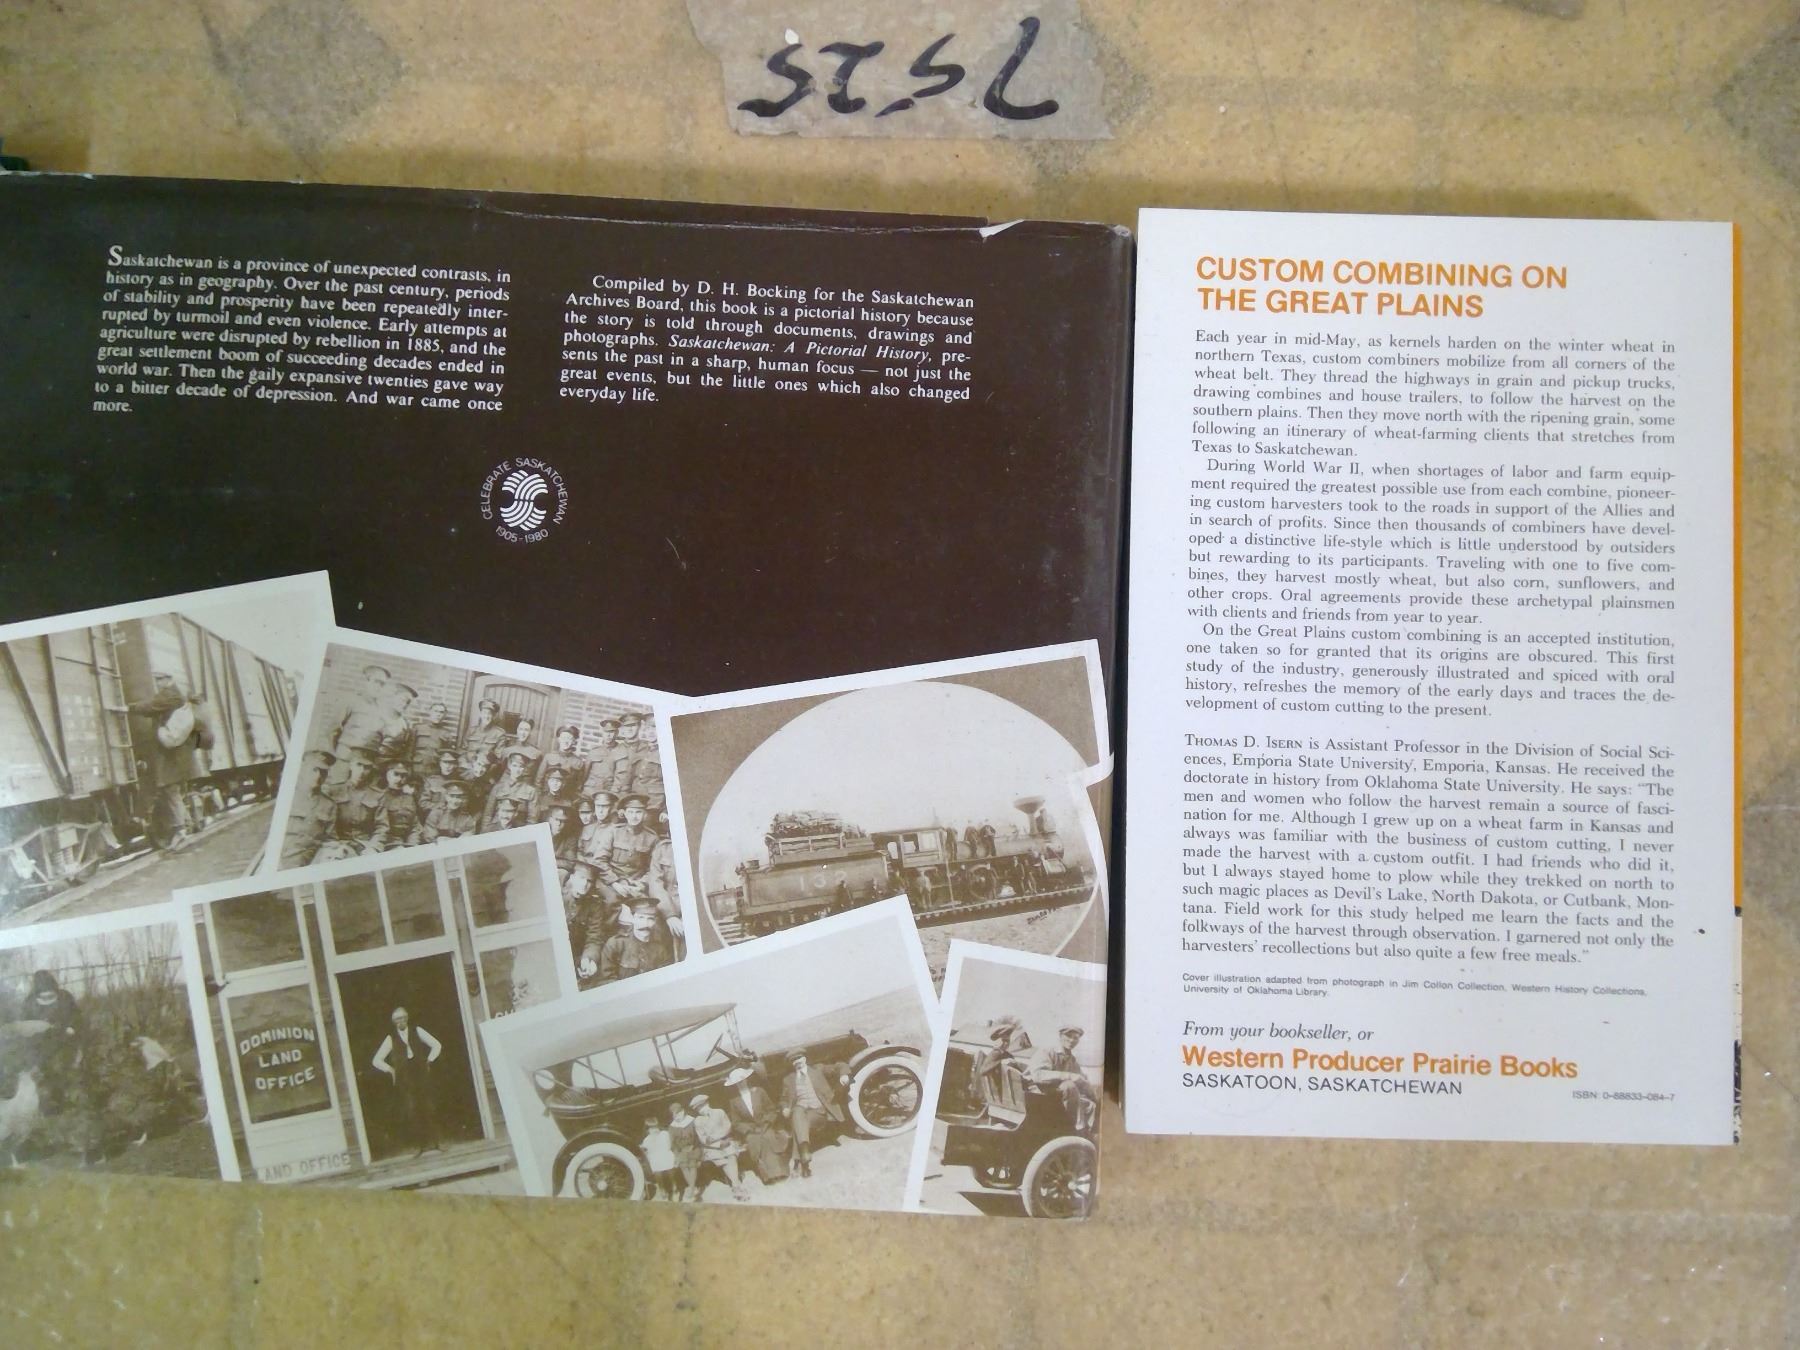 Saskatchewan is a province of unexpected contrasts, in
history as in geography. Over the past century, periods
of stability and prosperity have been repeatedly inter-
rupted by turmoil and even violence. Early attempts at
agriculture were disrupted by rebellion in 1885, and the
great settlement boom of succeeding decades ended in
world war. Then the gaily expansive twenties gave way
to a bitter decade of depression. And war came once
more.
Compiled by D. H. Bocking for the Saskatchewan
Archives Board, this book is a pictorial history because
the story is told through documents, drawings and
photographs. Saskatchewan: A Pictorial History, pre-
sents the past in a sharp, human focus — not just the
great events, but the little ones which also changed
everyday life.
CELEBRATE SASKATCHEWAN
1905-1980
132
DOMINION
LAND
OFFICE
LAND OFFICE
CUSTOM COMBINING ON
THE GREAT PLAINS
Each year in mid-May, as kernels harden on the winter wheat in
northern Texas, custom combiners mobilize from all corners of the
wheat belt. They thread the highways in grain and pickup trucks,
drawing combines and house trailers, to follow the harvest on the
southern plains. Then they move north with the ripening grain, some
following an itinerary of wheat-farming clients that stretches from
Texas to Saskatchewan.
During World War II, when shortages of labor and farm equip-
ment required the greatest possible use from each combine, pioneer-
ing custom harvesters took to the roads in support of the Allies and
in search of profits. Since then thousands of combiners have devel-
oped a distinctive life-style which is little understood by outsiders
but rewarding to its participants. Traveling with one to five com-
bines, they harvest mostly wheat, but also corn, sunflowers, and
other crops. Oral agreements provide these archetypal plainsmen
with clients and friends from year to year.
On the Great Plains custom combining is an accepted institution,
one taken so for granted that its origins are obscured. This first
study of the industry, generously illustrated and spiced with oral
history, refreshes the memory of the early days and traces the de-
velopment of custom cutting to the present.
THOMAS D. ISERN is Assistant Professor in the Division of Social Sci-
ences, Emporia State University, Emporia, Kansas. He received the
doctorate in history from Oklahoma State University. He says: "The
men and women who follow the harvest remain a source of fasci-
nation for me. Although I grew up on a wheat farm in Kansas and
always was familiar with the business of custom cutting, I never
made the harvest with a custom outfit. I had friends who did it,
but I always stayed home to plow while they trekked on north to
such magic places as Devil's Lake, North Dakota, or Cutbank, Mon-
tana. Field work for this study helped me learn the facts and the
folkways of the harvest through observation. I garnered not only the
harvesters' recollections but also quite a few free meals."
Cover illustration adapted from photograph in Jim Collon Collection, Western History Collections,
University of Oklahoma Library.
From your bookseller, or
Western Producer Prairie Books
SASKATOON, SASKATCHEWAN
ISBN: 0-88833-084-7